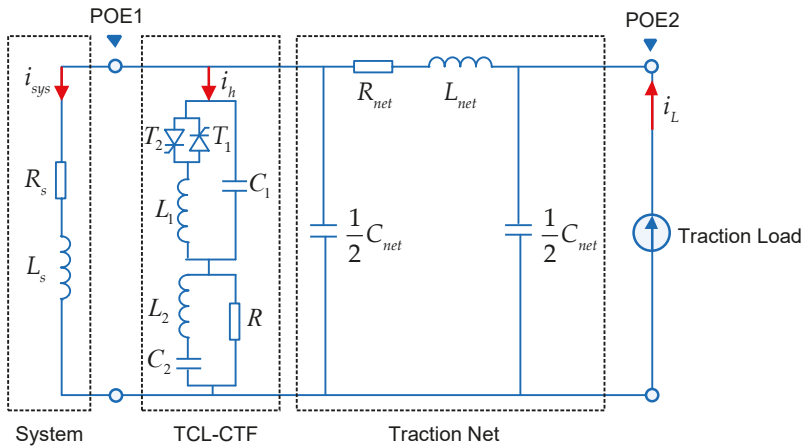 POE1
POE2
i_sys
i_h
T_2
T_1
R_net
L_net
i_L
R_s
L_1
C_1
L_s
1/2 C_net
1/2 C_net
Traction Load
L_2
R
C_2
System
TCL-CTF
Traction Net